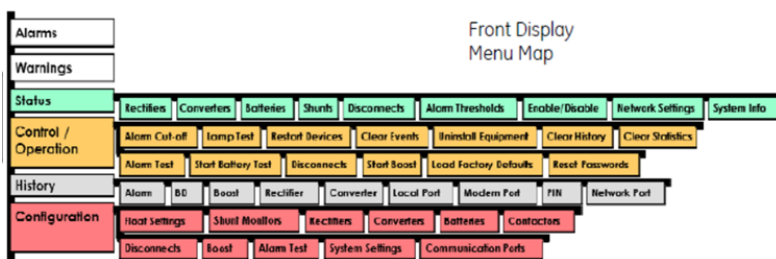 Front Display
Menu Map
Alarms
Warnings
Status
Rectifiers Converters Batteries Shunts Disconnects Alarm Thresholds Enable/Disable Network Settings System Info
Control /
Operation
Alarm Cut-off Lamp Test Restart Devices Clear Events Uninstall Equipment Clear History Clear Statistics
Alarm Test Start Battery Test Disconnects Start Boost Load Factory Defaults Reset Passwords
History
Alarm BD Boost Rectifier Converter Local Port Modem Port PIN Network Port
Configuration
Float Settings Shunt Monitors Rectifiers Converters Batteries Contactors
Disconnects Boost Alarm Test System Settings Communication Ports